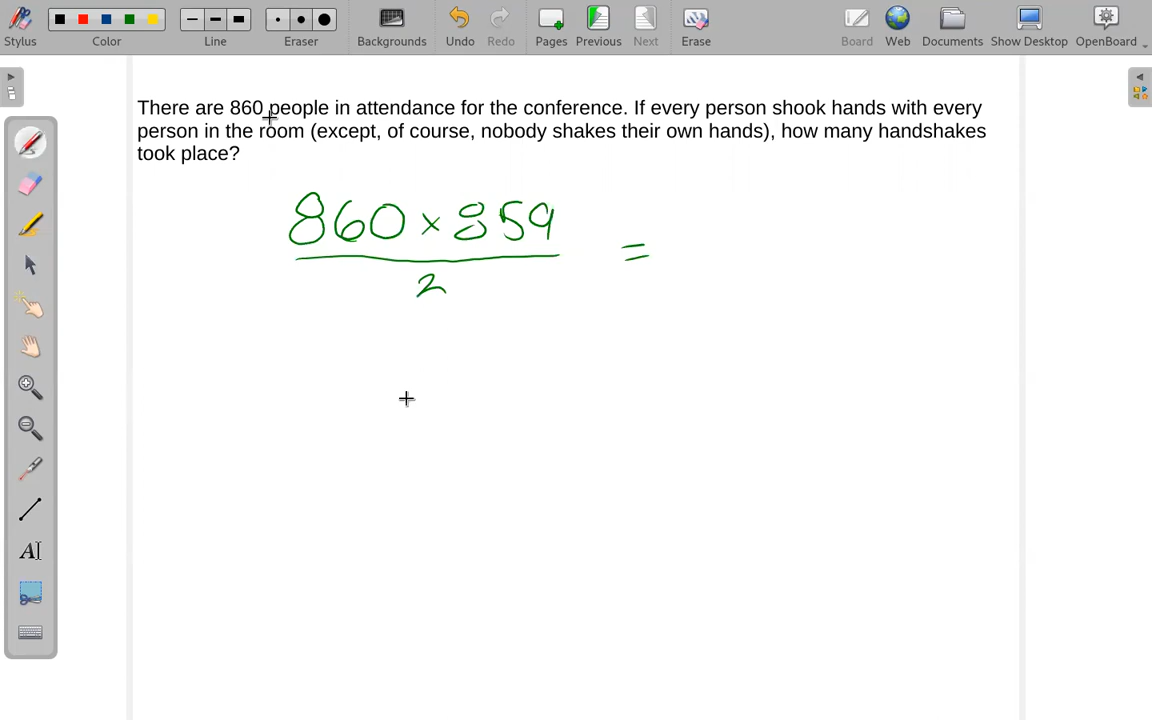 Stylus Color Line Eraser Backgrounds Undo Redo Pages Previous Next Erase Board Web Documents Show Desktop OpenBoard
There are 860 people in attendance for the conference. If every person shook hands with every
person in the room (except, of course, nobody shakes their own hands), how many handshakes
took place?
860 × 859
=
2
AI